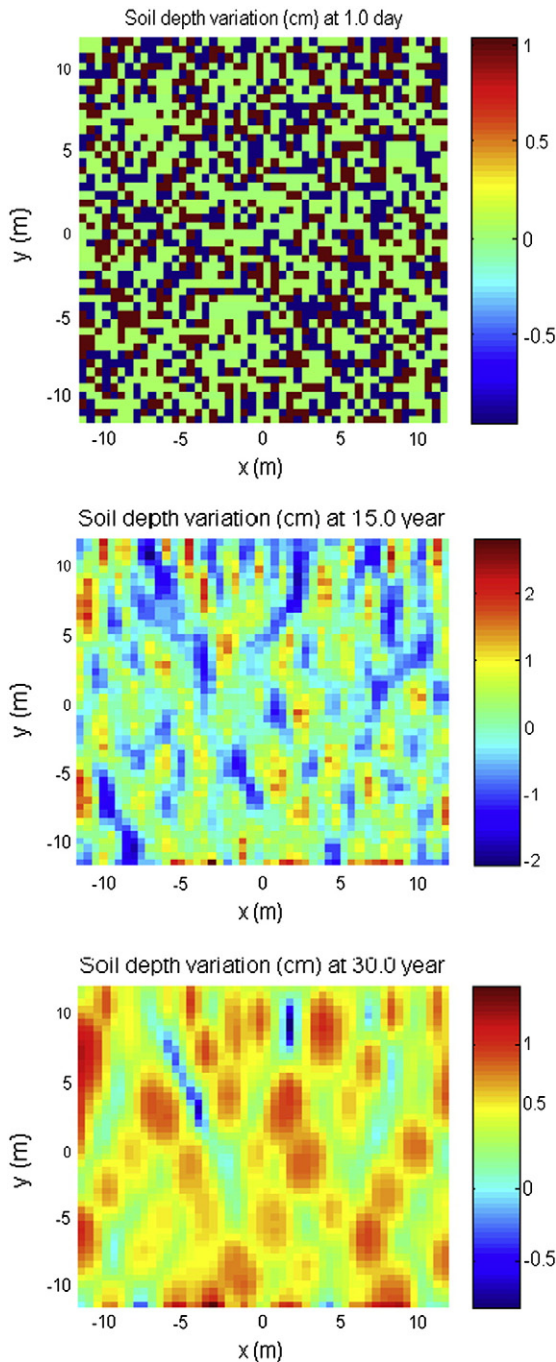 Soil depth variation (cm) at 1.0 day
10
5
0
-5
-10
y (m)
-10 -5 0 5 10
x (m)
1
0.5
0
-0.5
Soil depth variation (cm) at 15.0 year
10
5
0
-5
-10
y (m)
-10 -5 0 5 10
x (m)
2
1
0
-1
-2
Soil depth variation (cm) at 30.0 year
10
5
0
-5
-10
y (m)
-10 -5 0 5 10
x (m)
1
0.5
0
-0.5